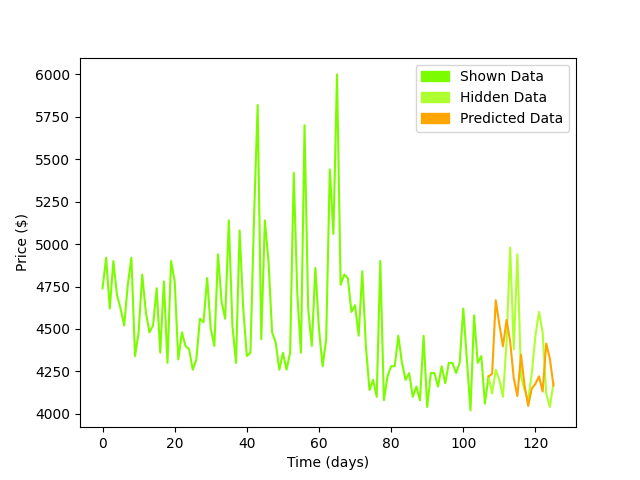 Shown Data
Hidden Data
Predicted Data
Price ($)
6000
5750
5500
5250
5000
4750
4500
4250
4000
0 20 40 60 80 100 120
Time (days)